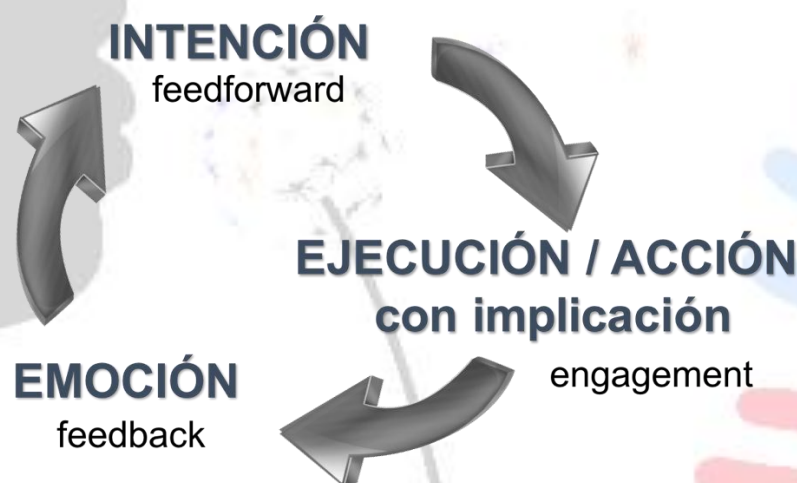 INTENCIÓN
feedforward
EJECUCIÓN / ACCIÓN
con implicación
engagement
EMOCIÓN
feedback